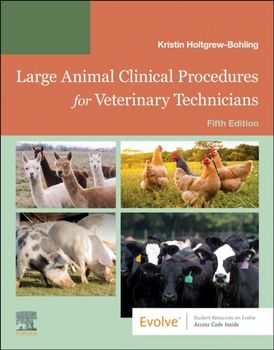 Kristin Holtgrew-Bohling
Large Animal Clinical Procedures
for Veterinary Technicians
Fifth Edition
ELSEVIER
Evolve®
Student Resources on Evolve
Access Code Inside